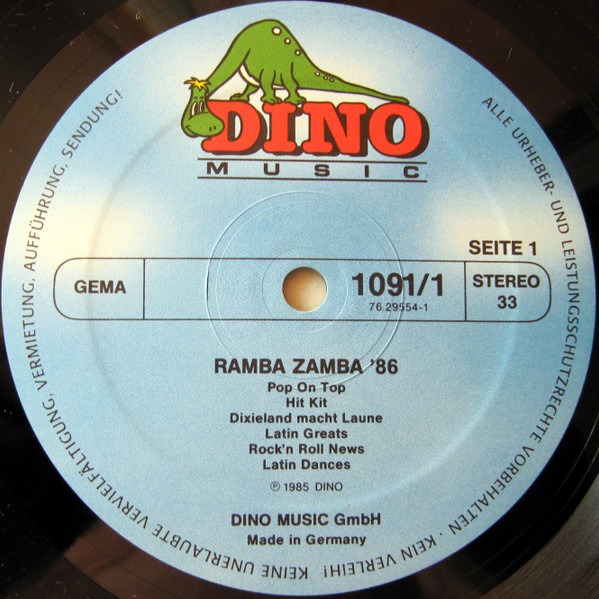 DINO
MUSIC
SEITE 1
GEMA
1091/1
76.29554-1
STEREO
33
RAMBA ZAMBA '86
Pop On Top
Hit Kit
Dixieland macht Laune
Latin Greats
Rock'n Roll News
Latin Dances
℗ 1985 DINO
DINO MUSIC GmbH
Made in Germany
ALLE URHEBER- UND LEISTUNGSSCHUTZRECHTE VORBEHALTEN · KEIN VERLEIH! KEINE UNERLAUBTE VERVIELFÄLTIGUNG, VERMIETUNG, AUFFÜHRUNG, SENDUNG!